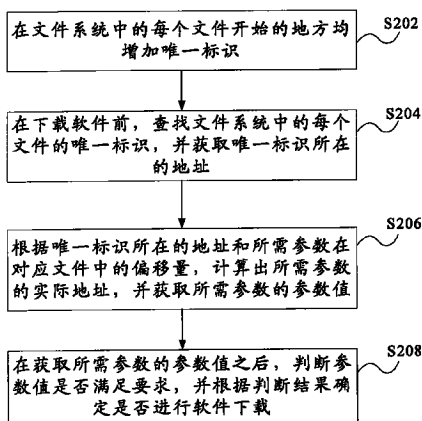 在文件系统中的每个文件开始的地方均
增加唯一标识
S202
在下载软件前，查找文件系统中的每个
文件的唯一标识，并获取唯一标识所在
的地址
S204
根据唯一标识所在的地址和所需参数在
对应文件中的偏移量，计算出所需参数
的实际地址，并获取所需参数的参数值
S206
在获取所需参数的参数值之后，判断参
数值是否满足要求，并根据判断结果确
定是否进行软件下载
S208